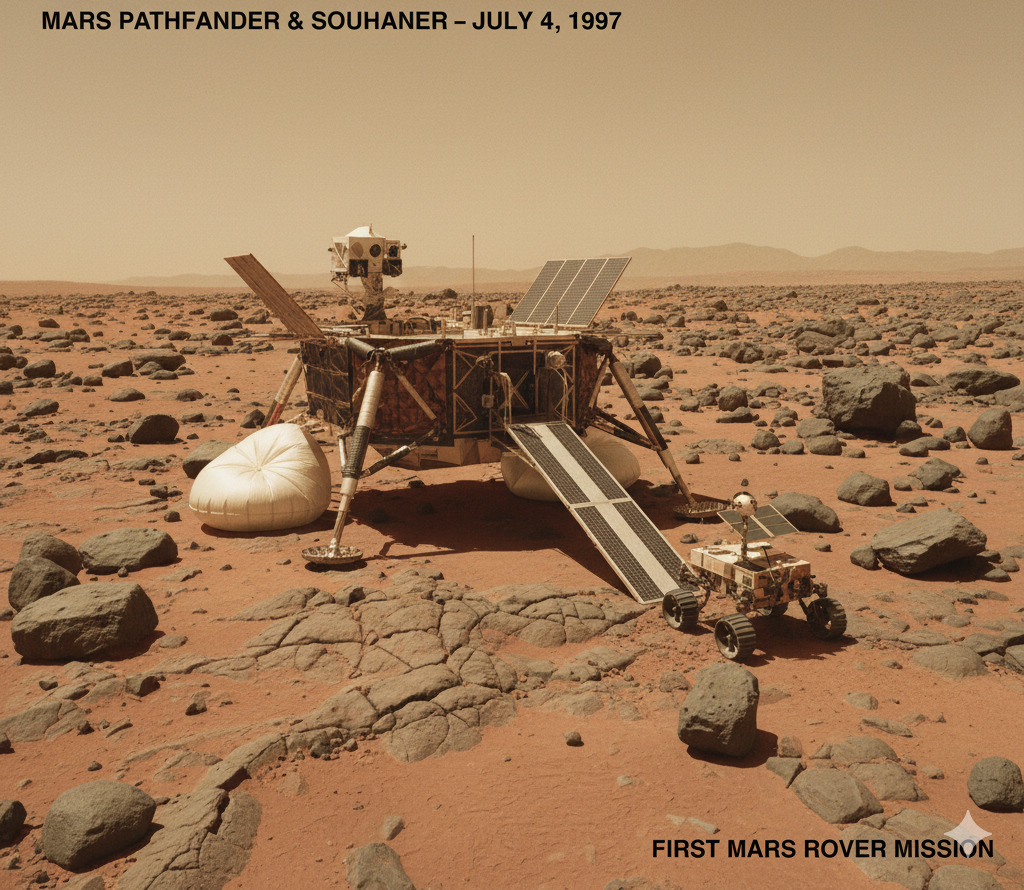 MARS PATHFANDER & SOUHANER – JULY 4, 1997
FIRST MARS ROVER MISSION